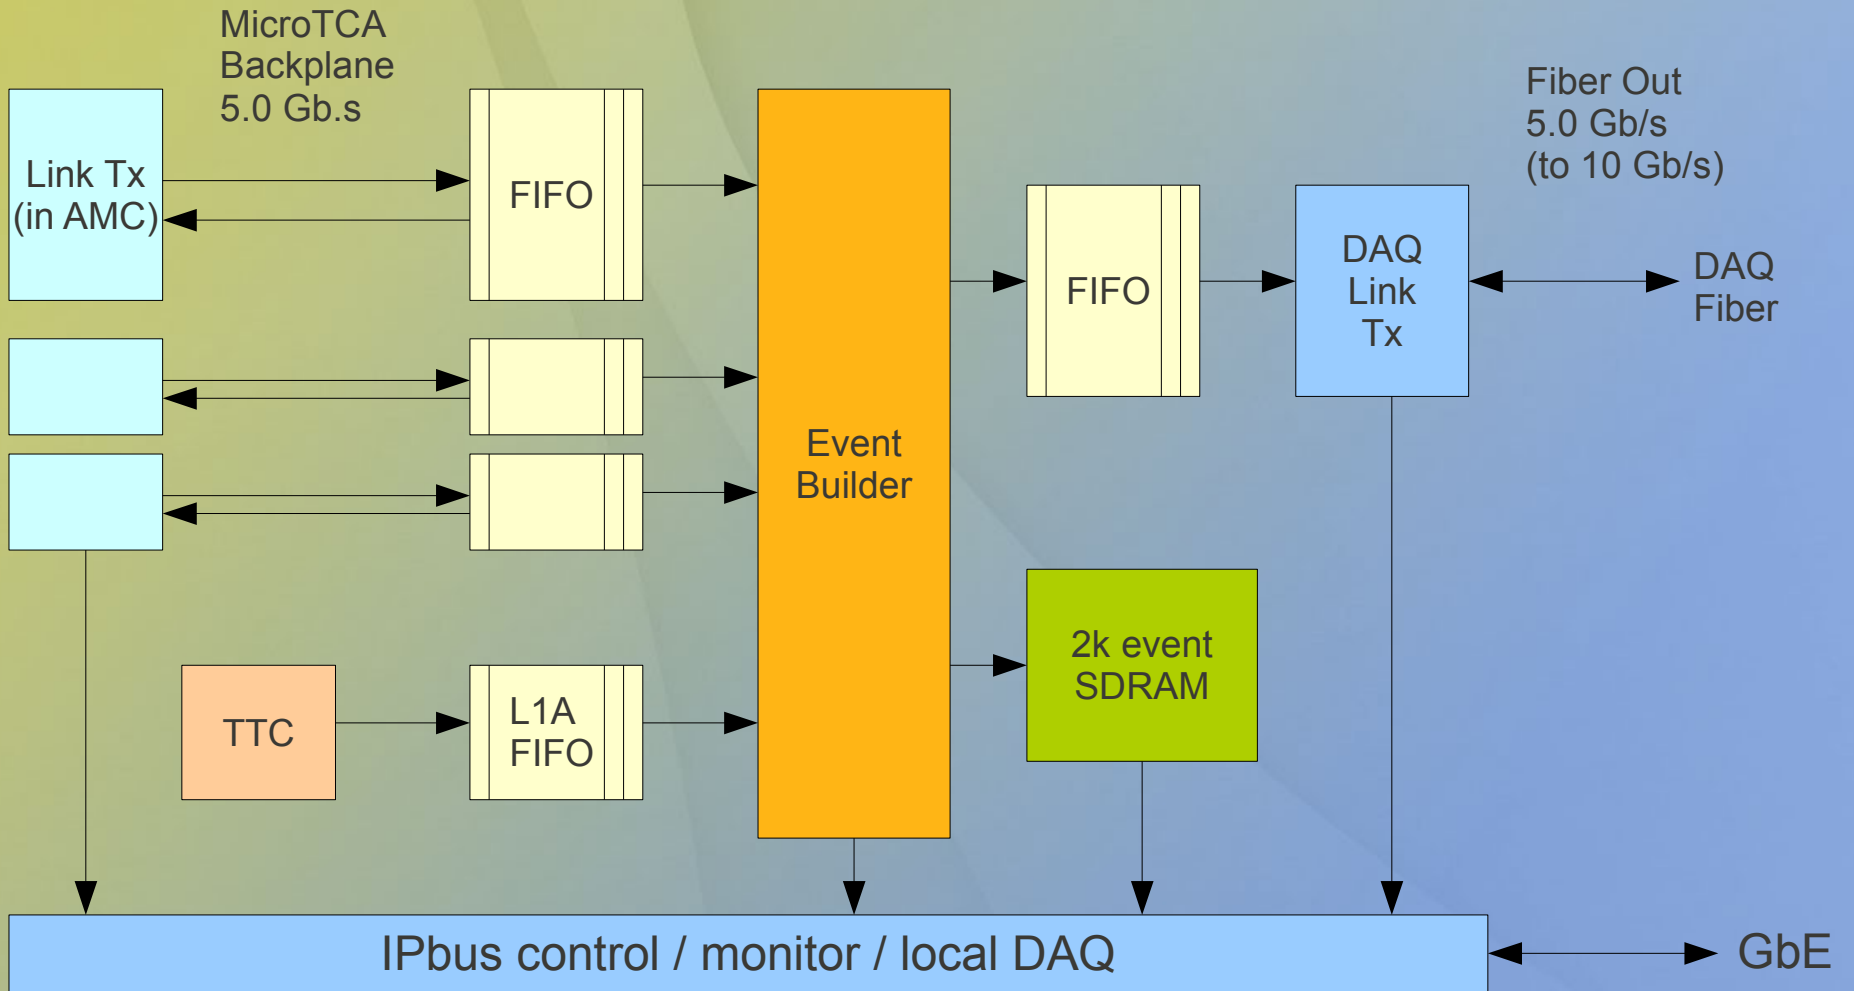 MicroTCA
Backplane
5.0 Gb.s
Fiber Out
5.0 Gb/s
(to 10 Gb/s)
Link Tx
(in AMC)
FIFO
FIFO
DAQ
Link
Tx
DAQ
Fiber
Event
Builder
2k event
SDRAM
TTC
L1A
FIFO
IPbus control / monitor / local DAQ
GbE